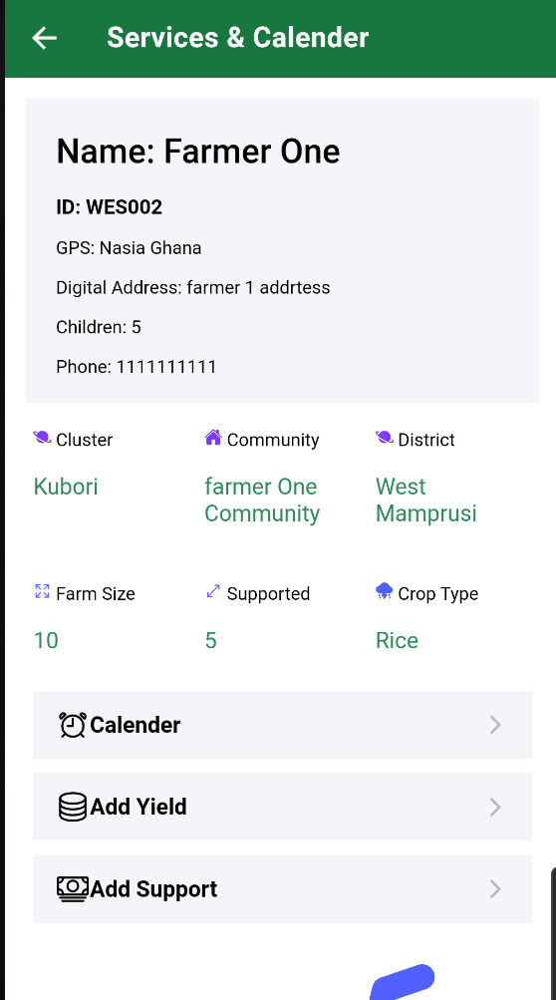 Services & Calender
Name: Farmer One
ID: WES002
GPS: Nasia Ghana
Digital Address: farmer 1 addrtess
Children: 5
Phone: 1111111111
Cluster
Community
District
Kubori
farmer One
Community
West
Mamprusi
Farm Size
Supported
Crop Type
10
5
Rice
Calender
Add Yield
Add Support